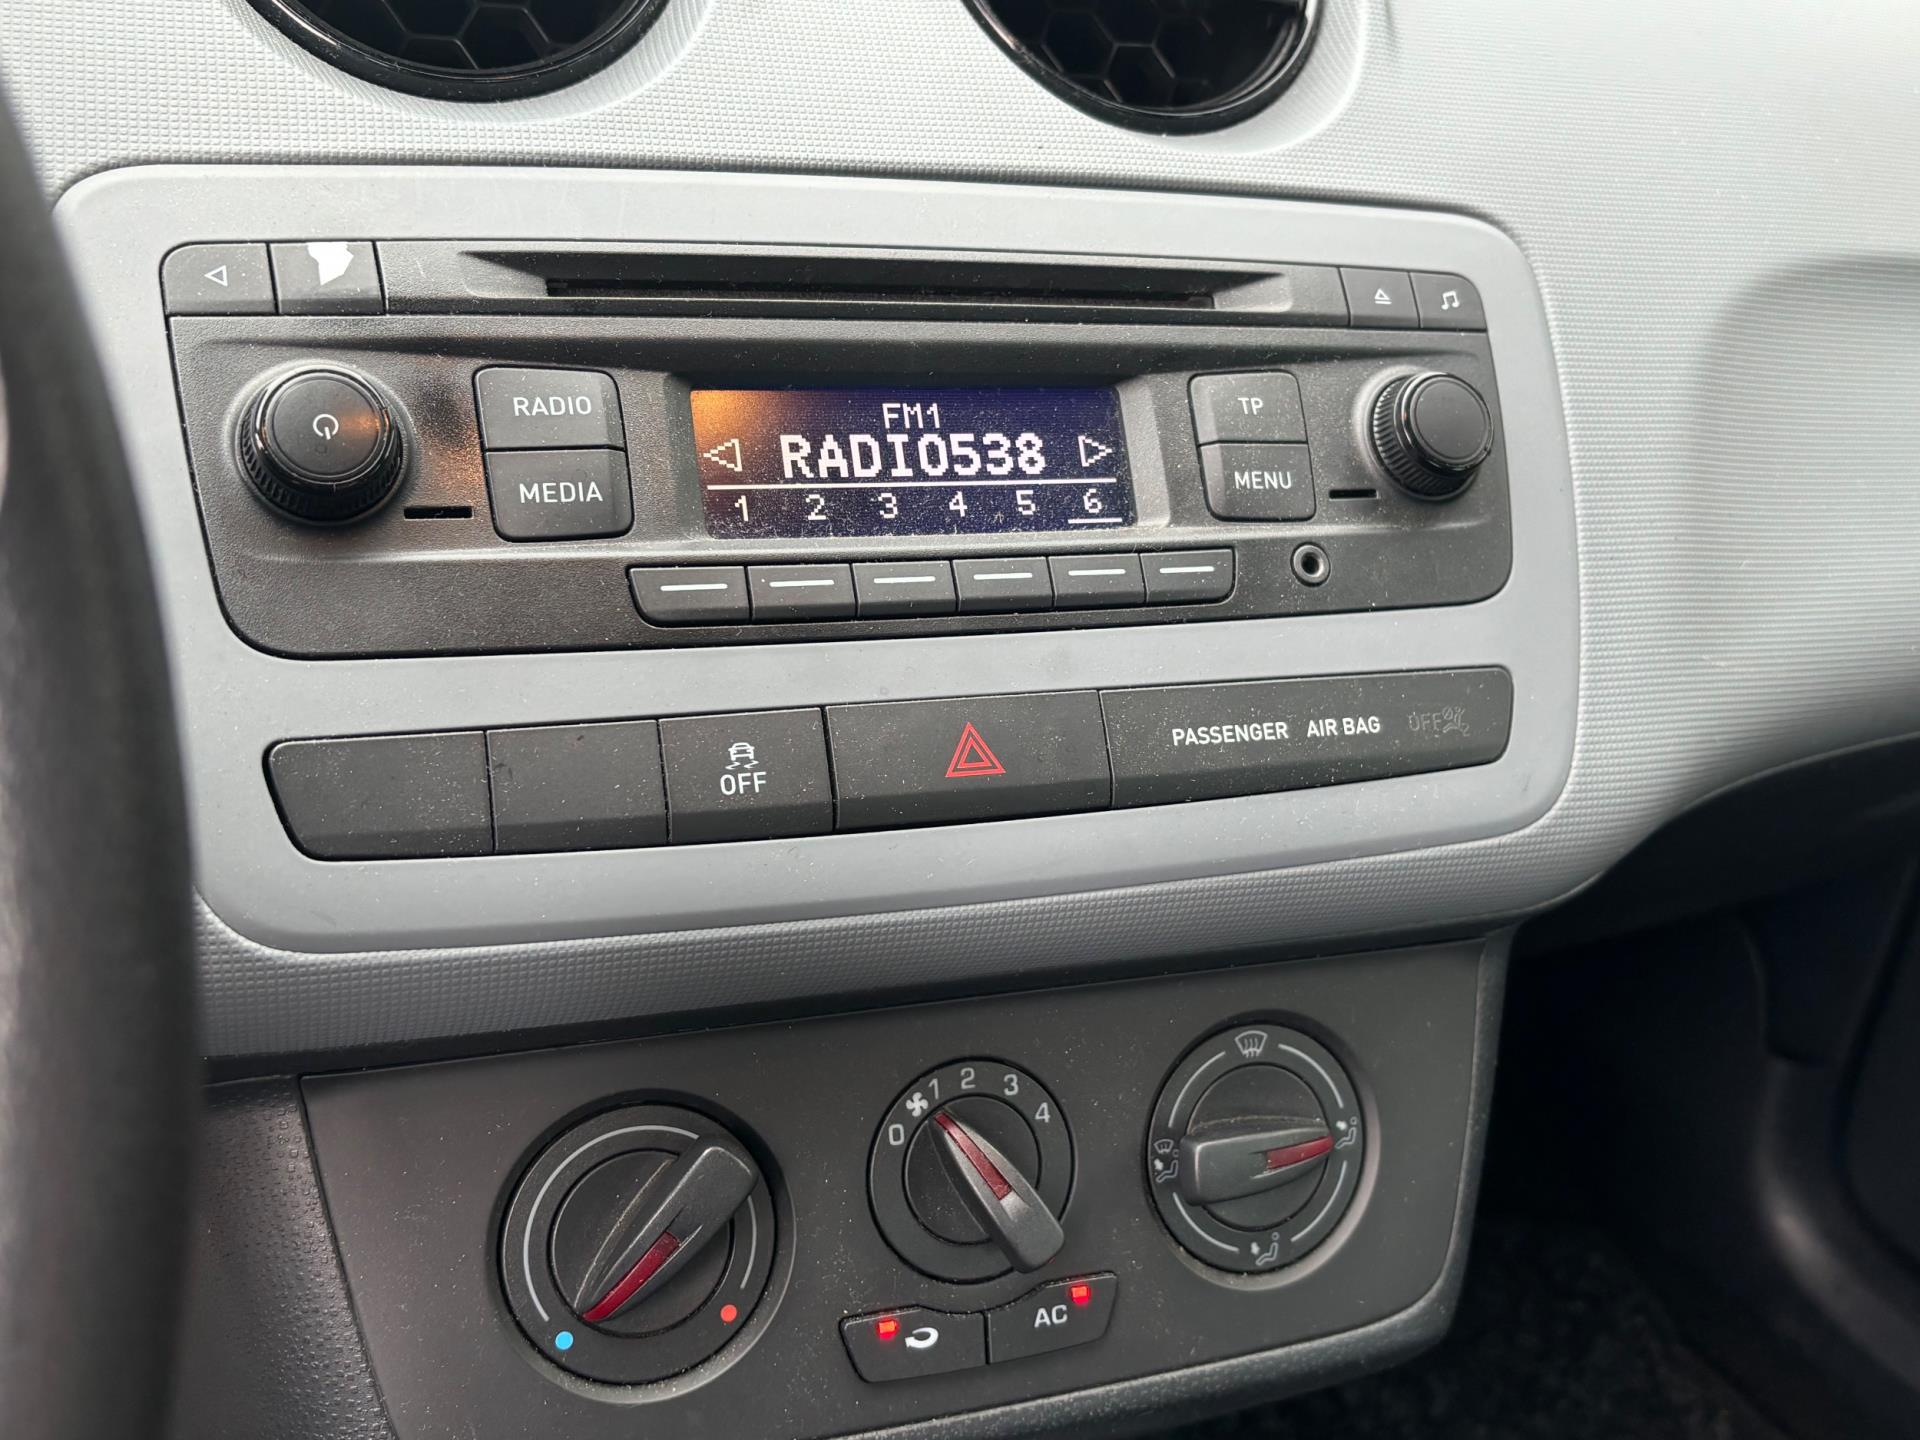 RADIO
MEDIA
FM1
RADIO538
1 2 3 4 5 6
TP
MENU
OFF
PASSENGER AIR BAG OFF
0 1 2 3 4
AC